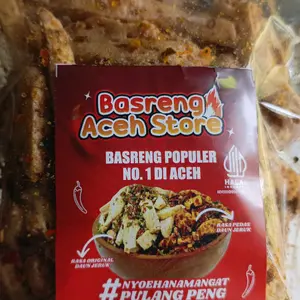 Basreng
Aceh Store
BASRENG POPULER
NO. 1 DI ACEH
HALAL
RASA ORIGINAL
DAUN JERUK
RASA PEDAS
DAUN JERUK
#NYOEHANAMANGAT
PULANG PENG